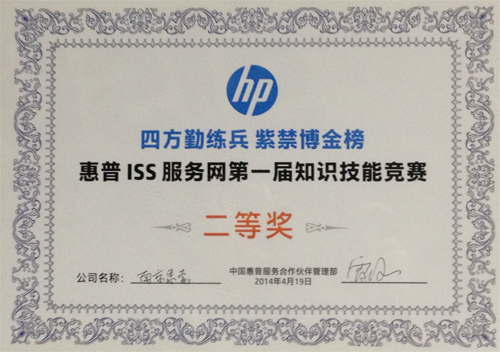 hp
四方勤练兵 紫禁博金榜
惠普 ISS 服务网第一届知识技能竞赛
二等奖
公司名称:
中国惠普服务合作伙伴管理部
2014年4月19日